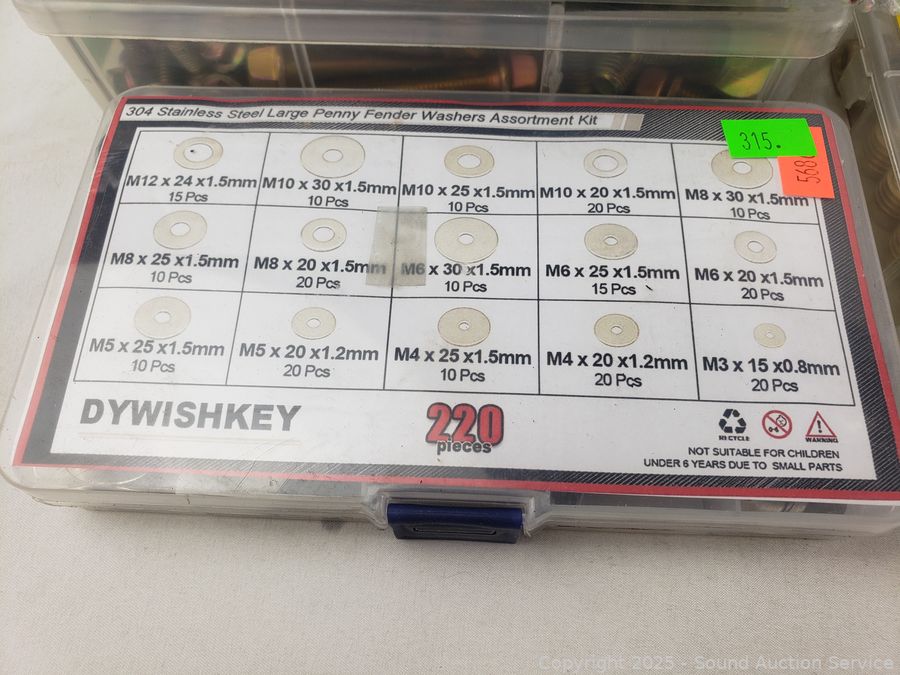 304 Stainless Steel Large Penny Fender Washers Assortment Kit
315.
568
M12 x 24 x1.5mm
15 Pcs
M10 x 30 x1.5mm
10 Pcs
M10 x 25 x1.5mm
10 Pcs
M10 x 20 x1.5mm
20 Pcs
M8 x 30 x1.5mm
10 Pcs
M8 x 25 x1.5mm
10 Pcs
M8 x 20 x1.5mm
20 Pcs
M6 x 30 x1.5mm
10 Pcs
M6 x 25 x1.5mm
15 Pcs
M6 x 20 x1.5mm
20 Pcs
M5 x 25 x1.5mm
10 Pcs
M5 x 20 x1.2mm
20 Pcs
M4 x 25 x1.5mm
10 Pcs
M4 x 20 x1.2mm
20 Pcs
M3 x 15 x0.8mm
20 Pcs
DYWISHKEY
220
pieces
RECYCLE
WARNING
NOT SUITABLE FOR CHILDREN
UNDER 6 YEARS DUE TO SMALL PARTS
Copyright 2025 - Sound Auction Service